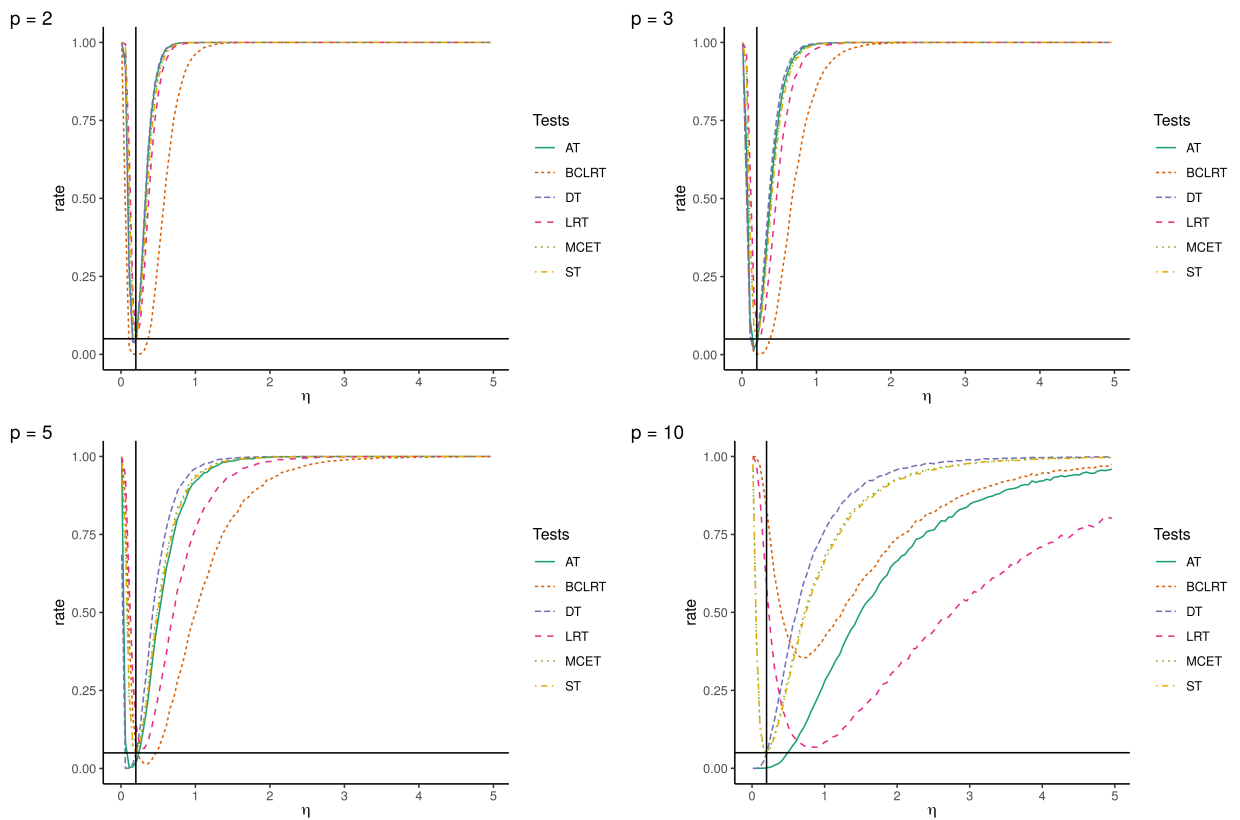 p = 2
1.00
0.75
0.50
0.25
0.00
rate
0 1 2 3 4 5
η
Tests
AT
BCLRT
DT
LRT
MCET
ST
p = 3
1.00
0.75
0.50
0.25
0.00
rate
0 1 2 3 4 5
η
Tests
AT
BCLRT
DT
LRT
MCET
ST
p = 5
1.00
0.75
0.50
0.25
0.00
rate
0 1 2 3 4 5
η
Tests
AT
BCLRT
DT
LRT
MCET
ST
p = 10
1.00
0.75
0.50
0.25
0.00
rate
0 1 2 3 4 5
η
Tests
AT
BCLRT
DT
LRT
MCET
ST